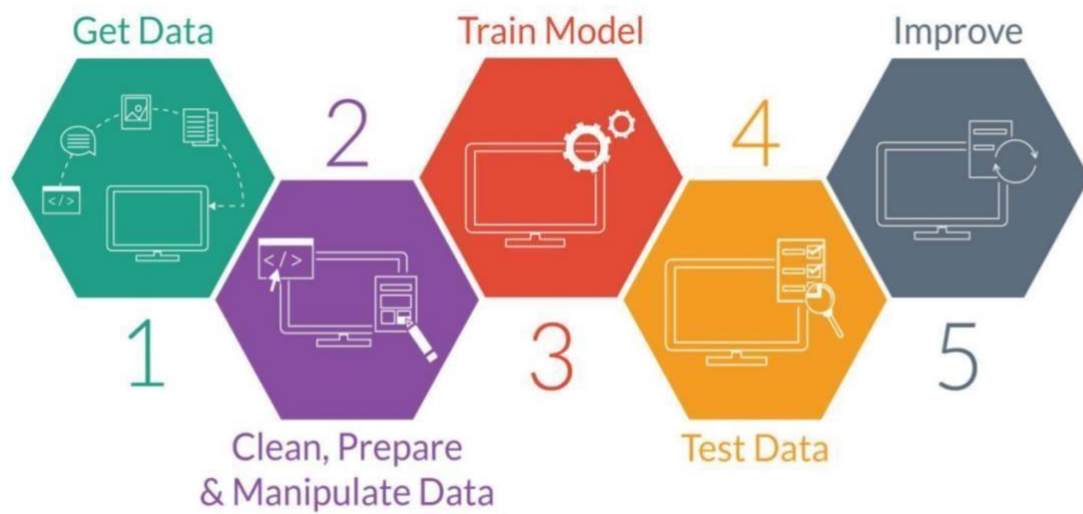 Get Data
Train Model
Improve
2
4
</>
</>
1
3
5
Clean, Prepare
& Manipulate Data
Test Data